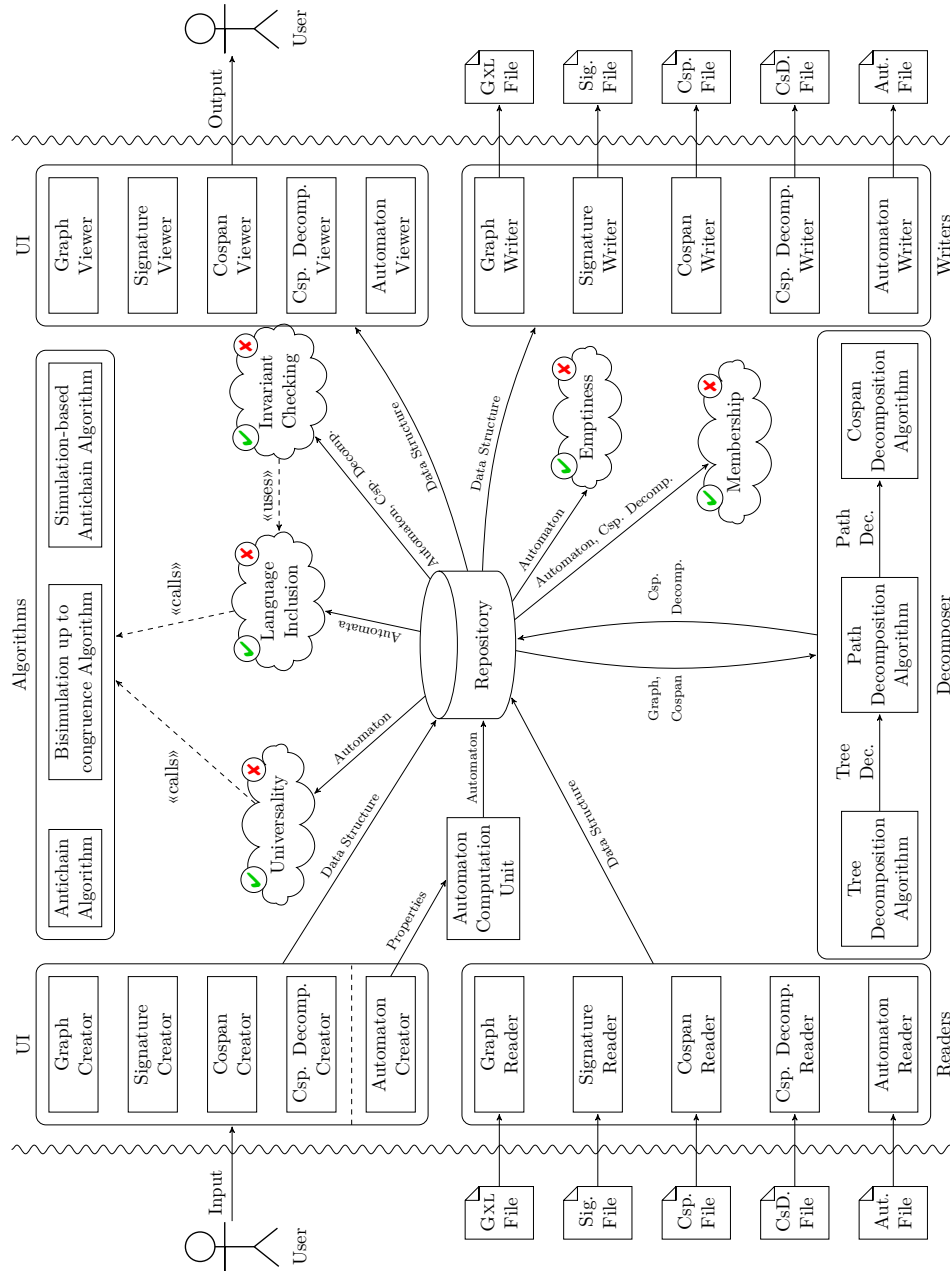 User
Input
GXL
File
Sig.
File
Csp.
File
CsD.
File
Aut.
File
UI
Graph
Creator
Signature
Creator
Cospan
Creator
Csp. Decomp.
Creator
Automaton
Creator
Graph
Reader
Signature
Reader
Cospan
Reader
Csp. Decomp.
Reader
Automaton
Reader
Readers
Algorithms
Antichain
Algorithm
Bisimulation up to
congruence Algorithm
Simulation-based
Antichain Algorithm
«calls»
«calls»
Universality
Language
Inclusion
«uses»
Invariant
Checking
Data Structure
Properties
Automaton
Computation
Unit
Automaton
Automaton
Automata
Automaton, Csp. Decomp.
Data Structure
Repository
Data Structure
Data Structure
Automaton
Emptiness
Automaton, Csp. Decomp.
Membership
Graph,
Cospan
Csp.
Decomp.
Tree
Decomposition
Algorithm
Tree
Dec.
Path
Decomposition
Algorithm
Path
Dec.
Cospan
Decomposition
Algorithm
Decomposer
UI
Graph
Viewer
Signature
Viewer
Cospan
Viewer
Csp. Decomp.
Viewer
Automaton
Viewer
Graph
Writer
Signature
Writer
Cospan
Writer
Csp. Decomp.
Writer
Automaton
Writer
Writers
Output
User
GXL
File
Sig.
File
Csp.
File
CsD.
File
Aut.
File